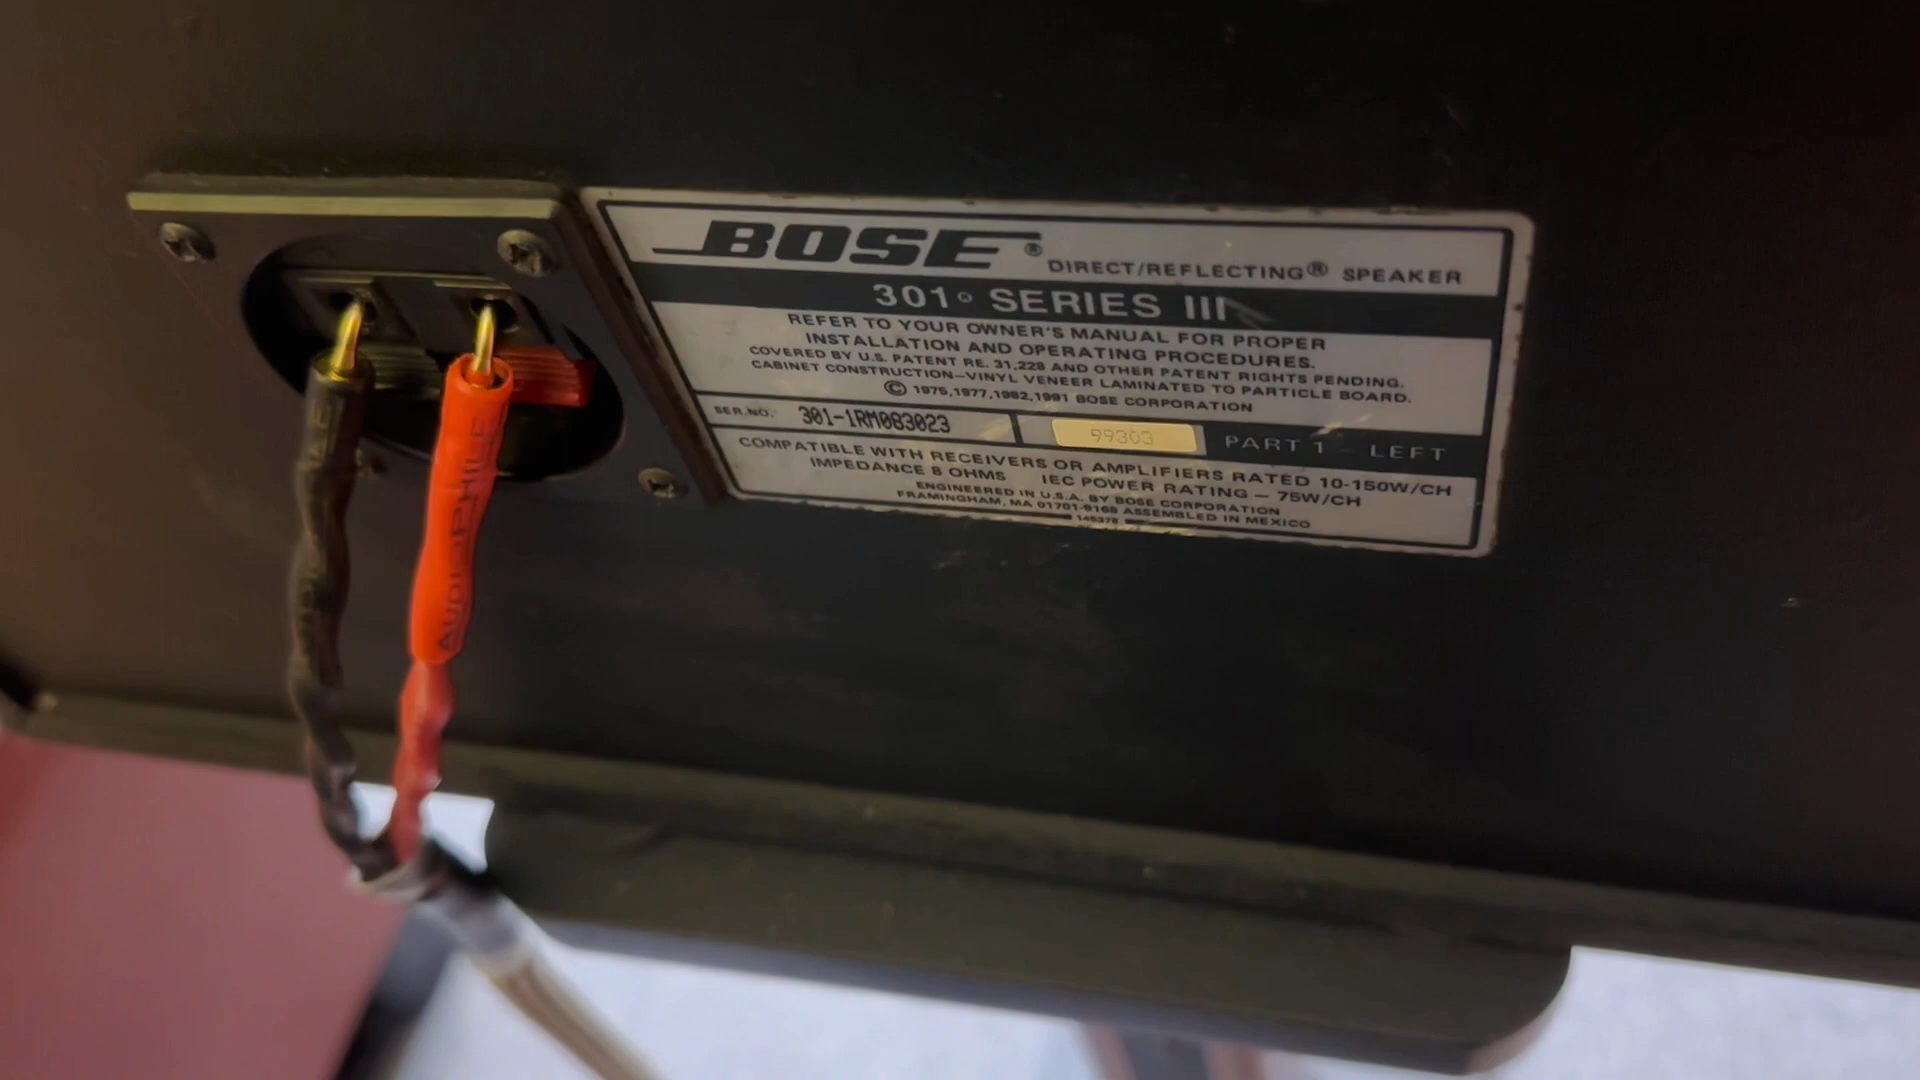 BOSE® DIRECT/REFLECTING® SPEAKER
301® SERIES III
REFER TO YOUR OWNER'S MANUAL FOR PROPER
INSTALLATION AND OPERATING PROCEDURES.
COVERED BY U.S. PATENT RE. 31,228 AND OTHER PATENT RIGHTS PENDING.
CABINET CONSTRUCTION—VINYL VENEER LAMINATED TO PARTICLE BOARD.
© 1975,1977,1982,1991 BOSE CORPORATION
SER.NO. 301-1RM083023 99303 PART 1 LEFT
COMPATIBLE WITH RECEIVERS OR AMPLIFIERS RATED 10-150W/CH
IMPEDANCE 8 OHMS IEC POWER RATING — 75W/CH
ENGINEERED IN U.S.A. BY BOSE CORPORATION
FRAMINGHAM, MA 01701-9168 ASSEMBLED IN MEXICO
AUDIOPHILE